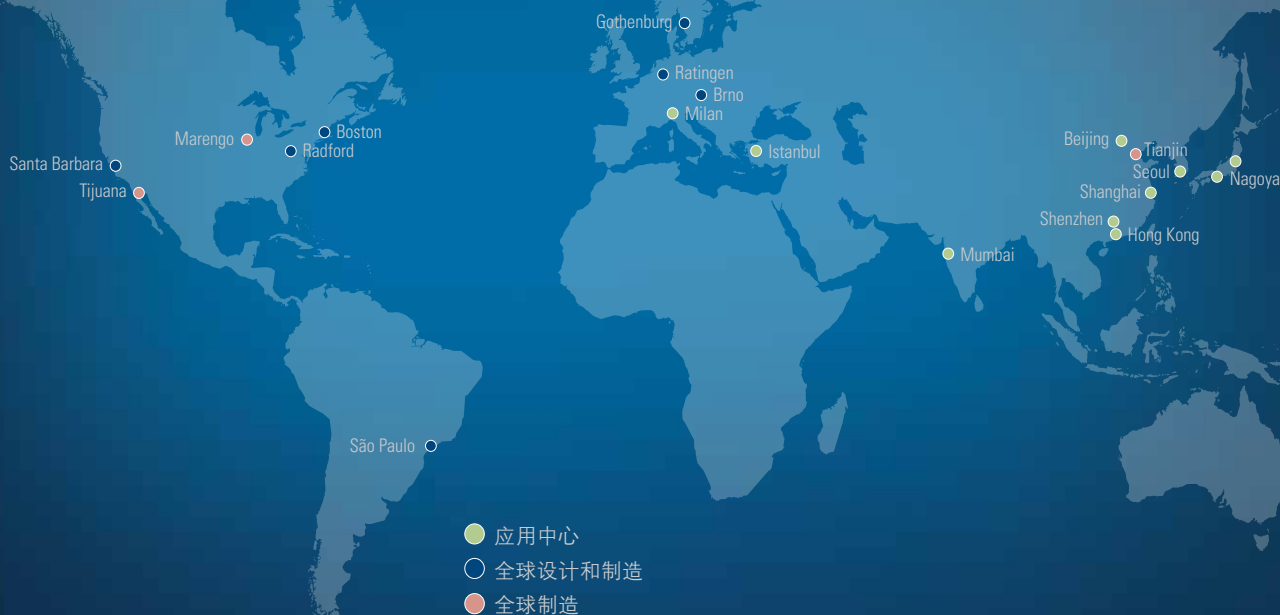 Gothenburg
Ratingen
Brno
Milan
Marengo
Boston
Radford
Santa Barbara
Tijuana
Istanbul
Beijing
Tianjin
Seoul
Nagoya
Shanghai
Shenzhen
Hong Kong
Mumbai
São Paulo
应用中心
全球设计和制造
全球制造